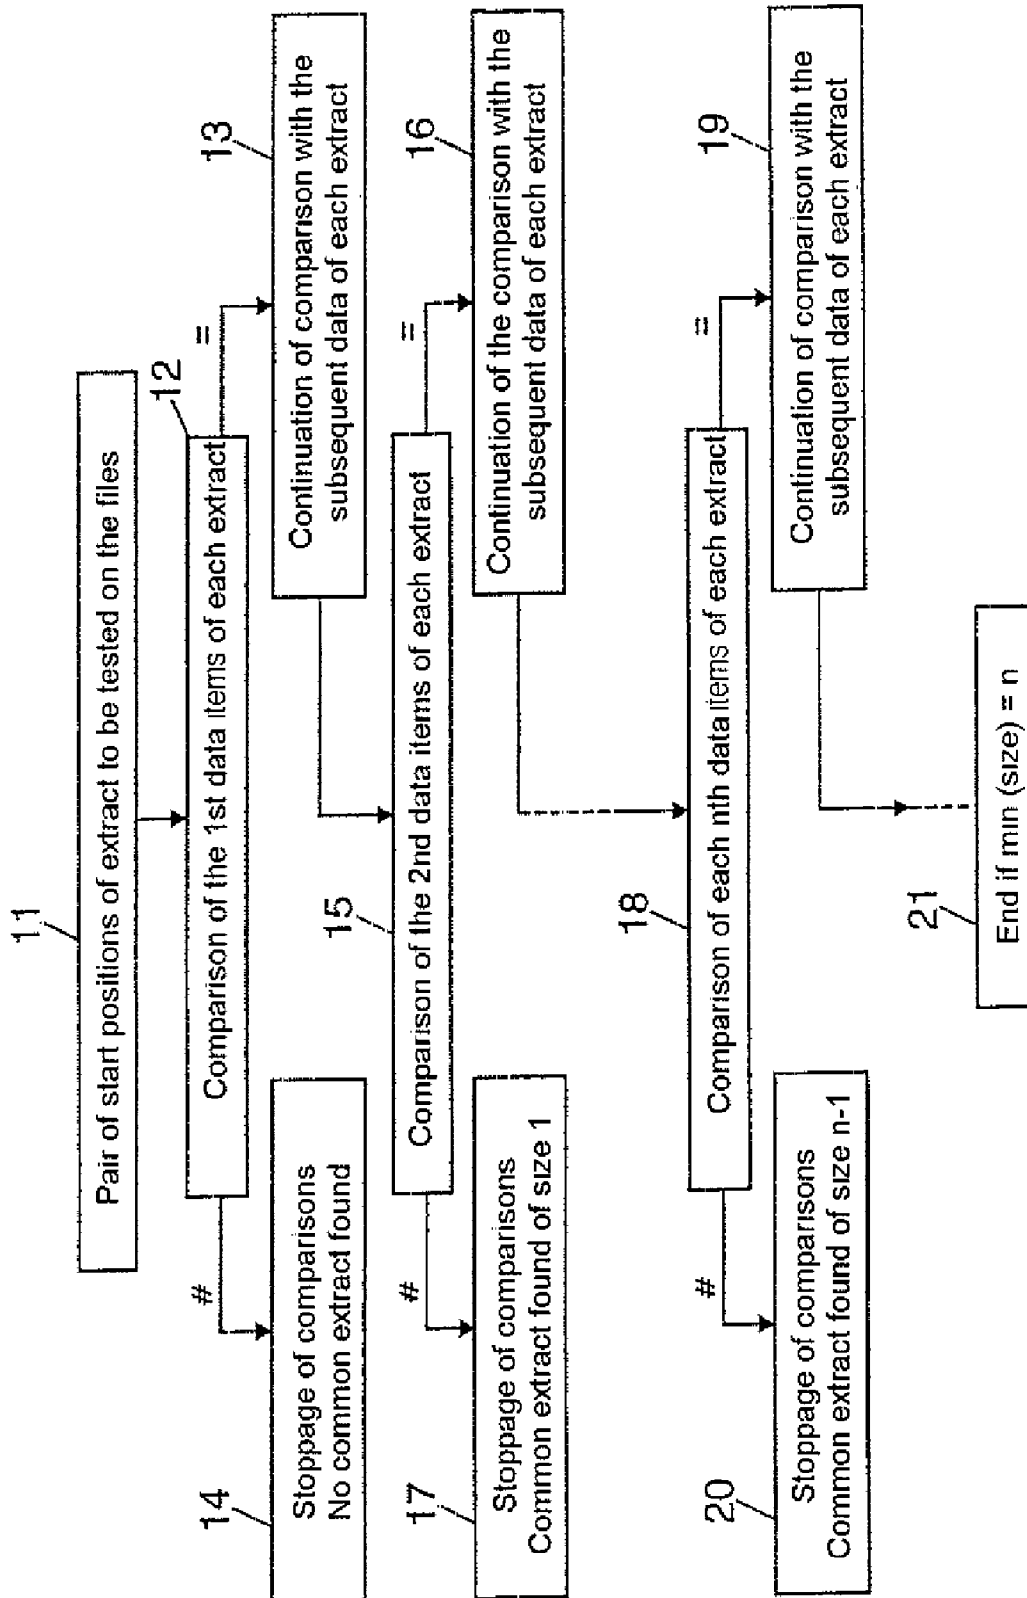 11
Pair of start positions of extract to be tested on the files
12
Comparison of the 1st data items of each extract
#
=
14
Stoppage of comparisons
No common extract found
13
Continuation of comparison with the
subsequent data of each extract
15
Comparison of the 2nd data items of each extract
#
=
17
Stoppage of comparisons
Common extract found of size 1
16
Continuation of the comparison with the
subsequent data of each extract
18
Comparison of each nth data items of each extract
#
=
20
Stoppage of comparisons
Common extract found of size n-1
19
Continuation of comparison with the
subsequent data of each extract
21
End if min (size) = n